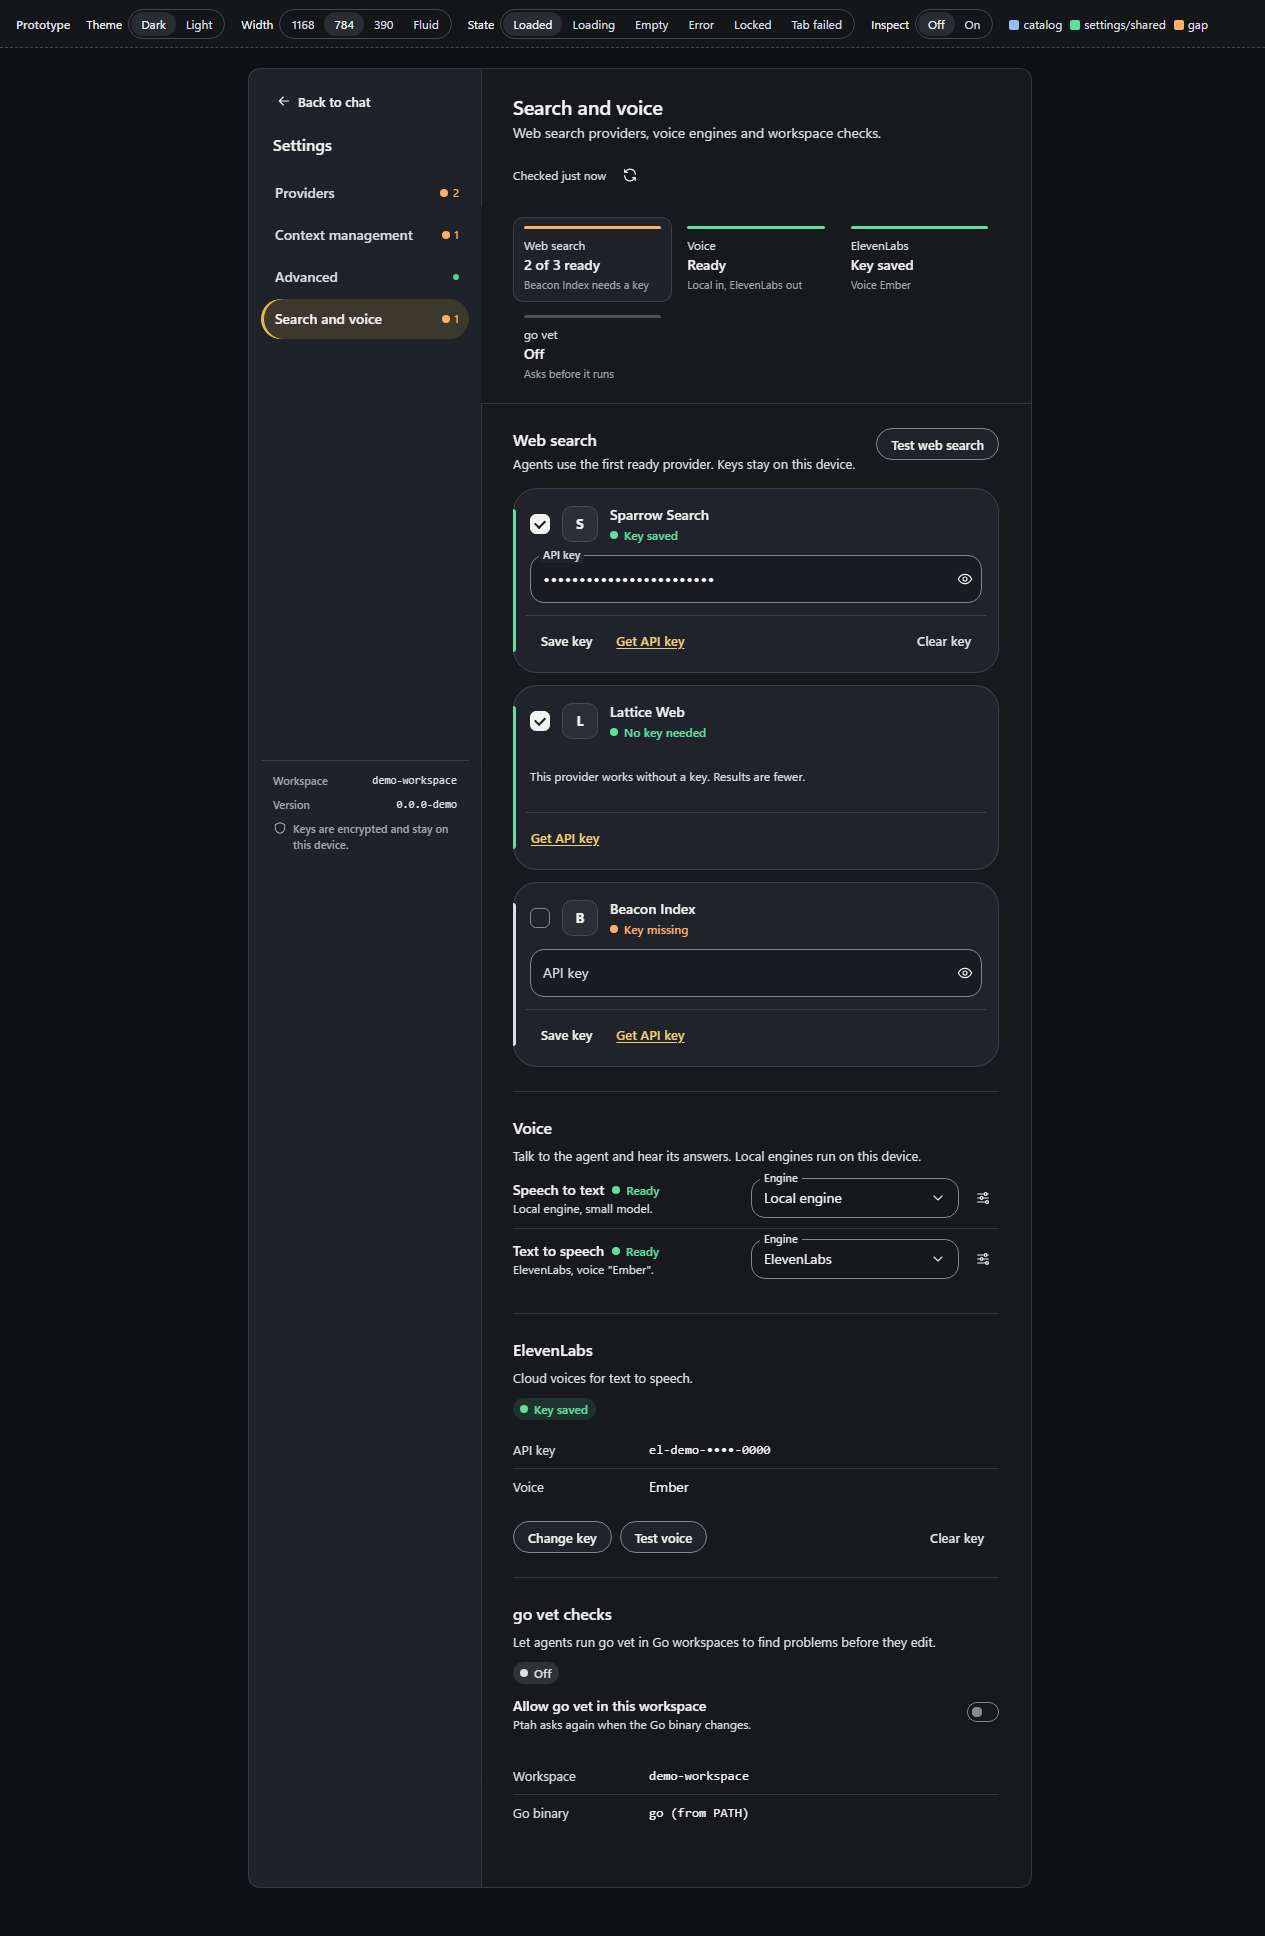 Prototype Theme Dark Light Width 1168 784 390 Fluid State Loaded Loading Empty Error Locked Tab failed Inspect Off On catalog settings/shared gap
Back to chat
Settings
Providers 2
Context management 1
Advanced
Search and voice 1
Workspace demo-workspace
Version 0.0.0-demo
Keys are encrypted and stay on
this device.
Search and voice
Web search providers, voice engines and workspace checks.
Checked just now
Web search
2 of 3 ready
Beacon Index needs a key
Voice
Ready
Local in, ElevenLabs out
ElevenLabs
Key saved
Voice Ember
go vet
Off
Asks before it runs
Web search
Agents use the first ready provider. Keys stay on this device.
Test web search
S
Sparrow Search
Key saved
API key
••••••••••••••••••••••••
Save key Get API key Clear key
L
Lattice Web
No key needed
This provider works without a key. Results are fewer.
Get API key
B
Beacon Index
Key missing
API key
Save key Get API key
Voice
Talk to the agent and hear its answers. Local engines run on this device.
Speech to text Ready
Local engine, small model.
Engine
Local engine
Text to speech Ready
ElevenLabs, voice "Ember".
Engine
ElevenLabs
ElevenLabs
Cloud voices for text to speech.
Key saved
API key el-demo-••••-0000
Voice Ember
Change key Test voice Clear key
go vet checks
Let agents run go vet in Go workspaces to find problems before they edit.
Off
Allow go vet in this workspace
Ptah asks again when the Go binary changes.
Workspace demo-workspace
Go binary go (from PATH)